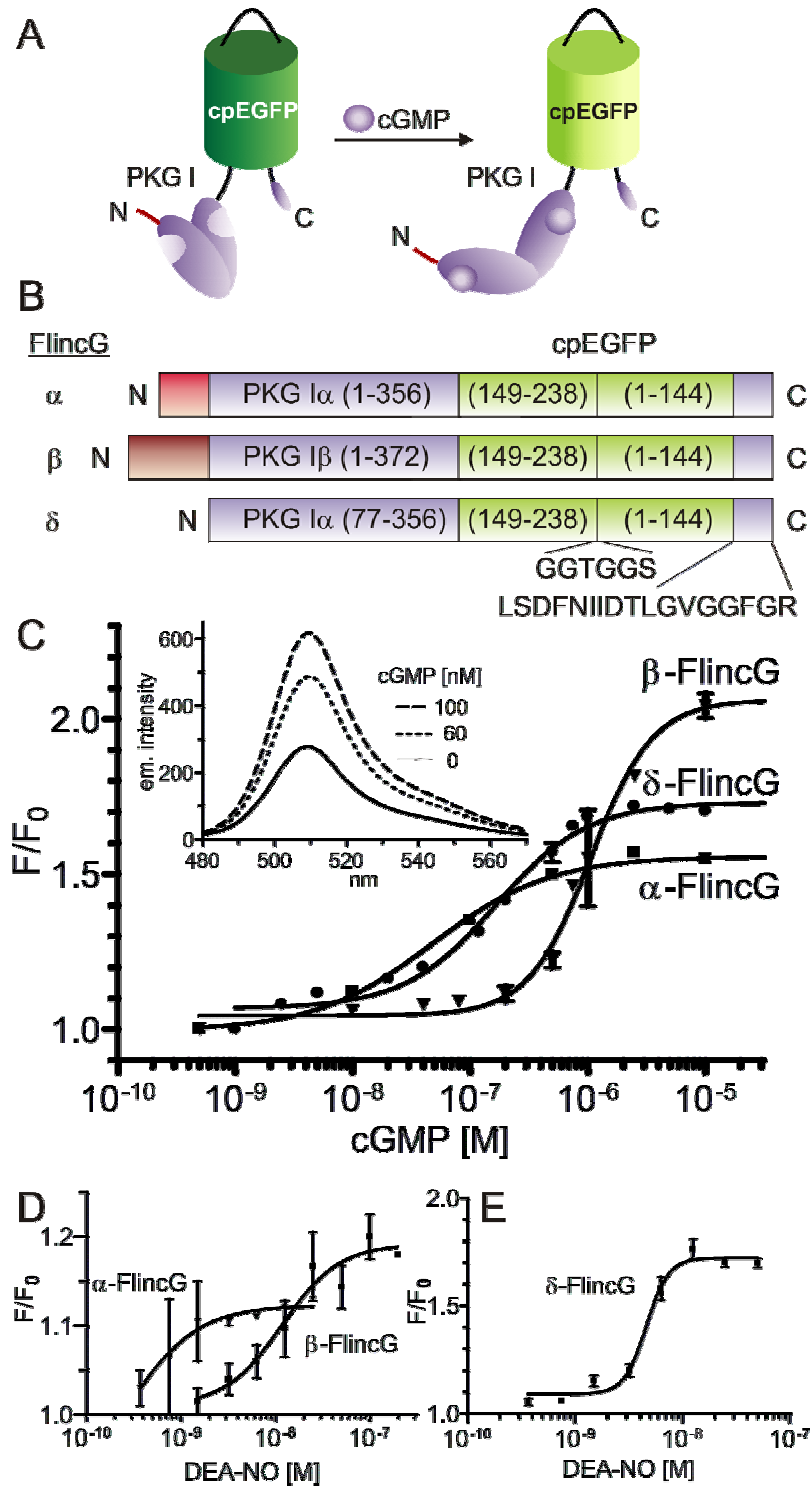 A
cpEGFP
cGMP
cpEGFP
PKG I
N
C
PKG I
N
C
B
FlincG
cpEGFP
α N PKG Iα (1-356) (149-238) (1-144) C
β N PKG Iβ (1-372) (149-238) (1-144) C
δ N PKG Iα (77-356) (149-238) (1-144) C
GGTGGS
LSDFNIIDTLGVGGFGR
C
em. intensity
600
400
200
0
480 500 520 540 560
nm
cGMP [nM]
100
60
0
F/F0
2.0
1.5
1.0
β-FlincG
δ-FlincG
α-FlincG
10-10 10-9 10-8 10-7 10-6 10-5
cGMP [M]
D
F/F0
1.2
1.1
1.0
α-FlincG
β-FlincG
10-10 10-9 10-8 10-7
DEA-NO [M]
E
F/F0
2.0
1.5
1.0
δ-FlincG
10-10 10-9 10-8 10-7
DEA-NO [M]